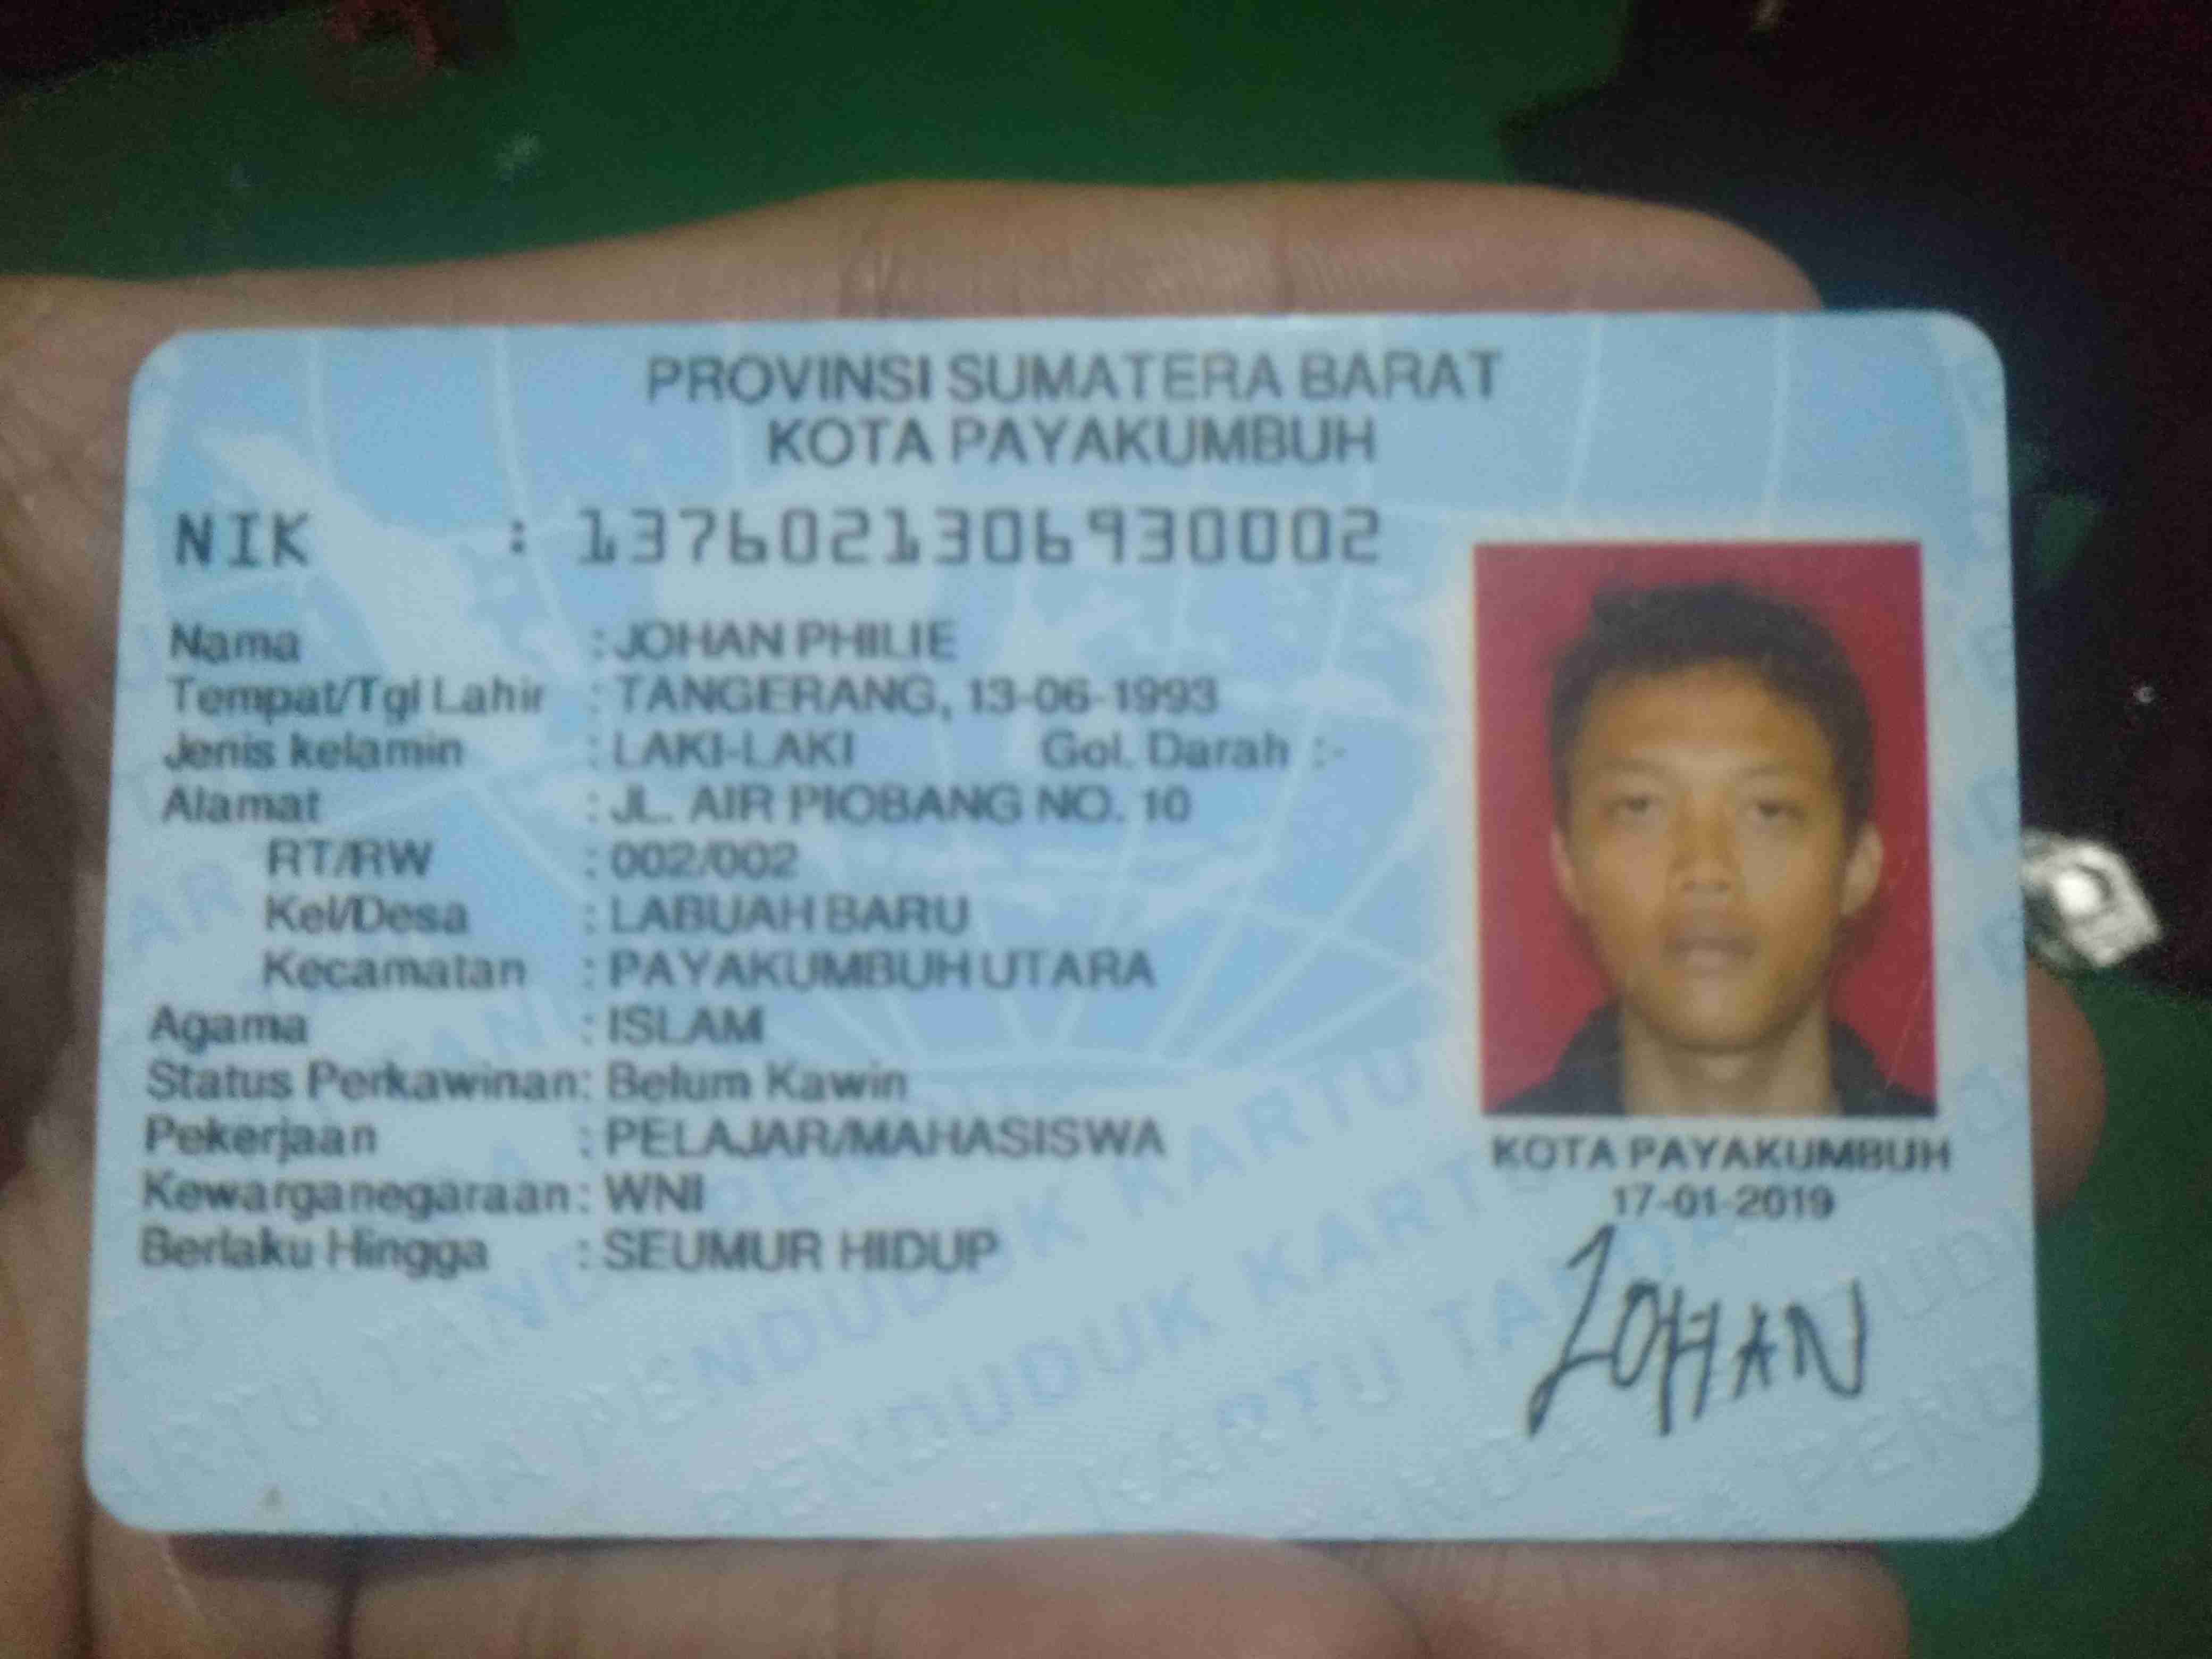 PROVINSI SUMATERA BARAT
KOTA PAYAKUMBUH
NIK : 1376021306930002
Nama : JOHAN PHILIE
Tempat/Tgl Lahir : TANGERANG, 13-06-1993
Jenis kelamin : LAKI-LAKI Gol. Darah :-
Alamat : JL. AIR PIOBANG NO. 10
RT/RW : 002/002
Kel/Desa : LABUAH BARU
Kecamatan : PAYAKUMBUH UTARA
Agama : ISLAM
Status Perkawinan: Belum Kawin
Pekerjaan : PELAJAR/MAHASISWA
Kewarganegaraan: WNI
Berlaku Hingga : SEUMUR HIDUP
KOTA PAYAKUMBUH
17-01-2019
JOHAN